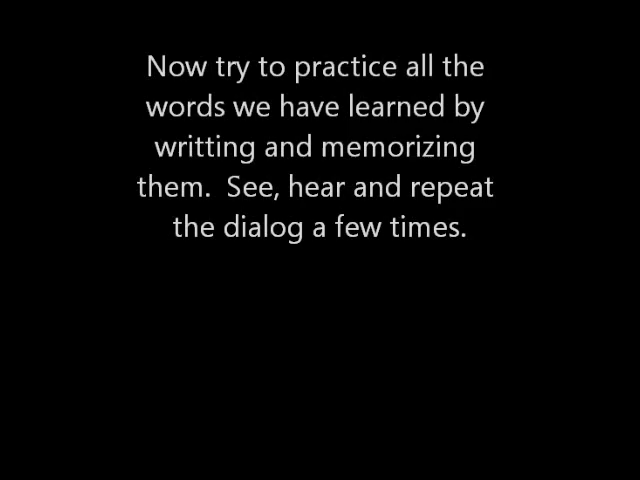 Now try to practice all the
words we have learned by
writting and memorizing
them.  See, hear and repeat
the dialog a few times.